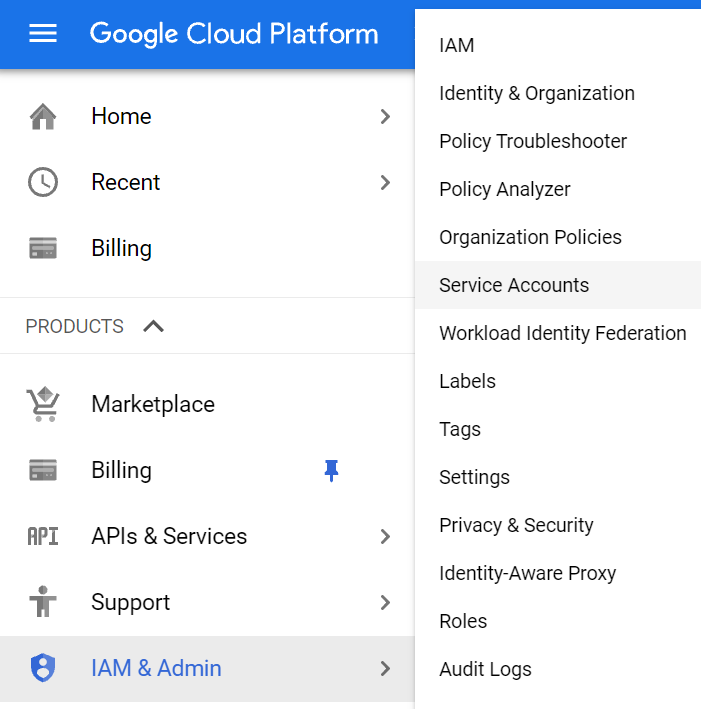 Google Cloud Platform
Home
Recent
Billing
PRODUCTS
Marketplace
Billing
API APIs & Services
Support
IAM & Admin
IAM
Identity & Organization
Policy Troubleshooter
Policy Analyzer
Organization Policies
Service Accounts
Workload Identity Federation
Labels
Tags
Settings
Privacy & Security
Identity-Aware Proxy
Roles
Audit Logs